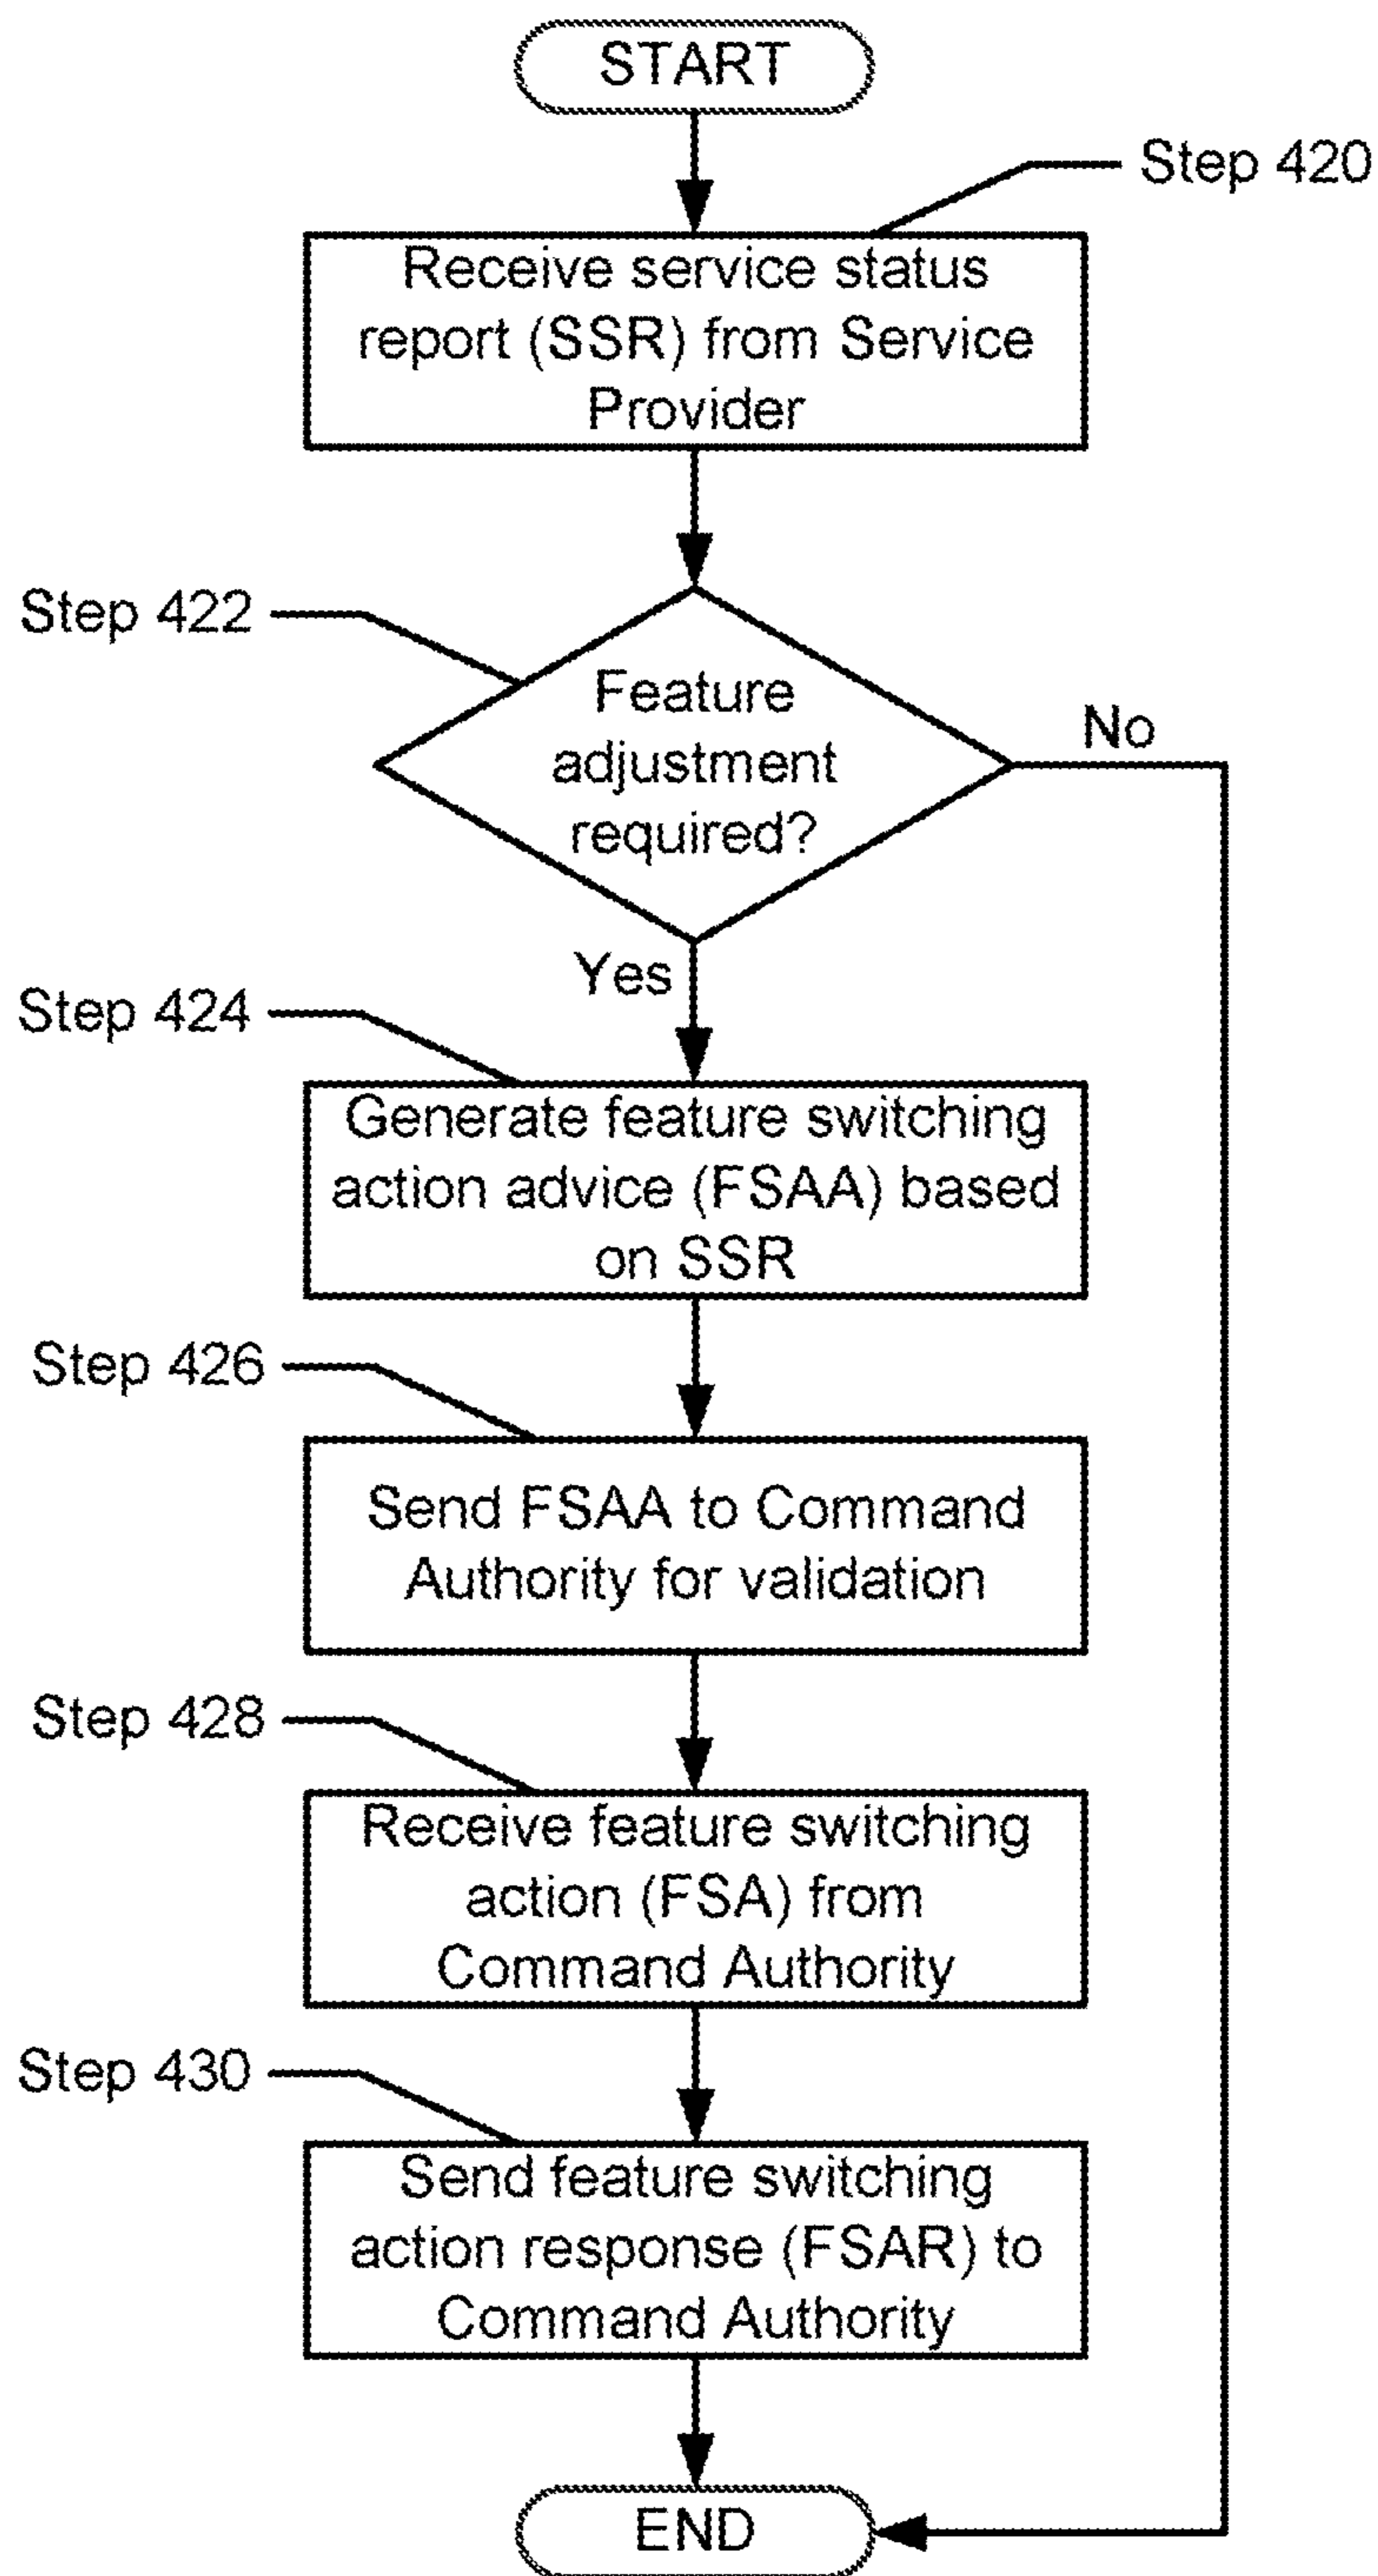 START
Step 420
Receive service status
report (SSR) from Service
Provider
Step 422
Feature
adjustment
required?
No
Yes
Step 424
Generate feature switching
action advice (FSAA) based
on SSR
Step 426
Send FSAA to Command
Authority for validation
Step 428
Receive feature switching
action (FSA) from
Command Authority
Step 430
Send feature switching
action response (FSAR) to
Command Authority
END